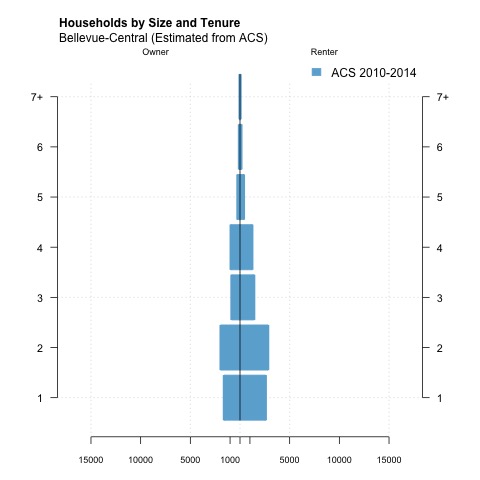 Households by Size and Tenure
Bellevue-Central (Estimated from ACS)
Owner Renter
ACS 2010-2014
7+ 7+
6 6
5 5
4 4
3 3
2 2
1 1
15000 10000 5000 1000 5000 10000 15000